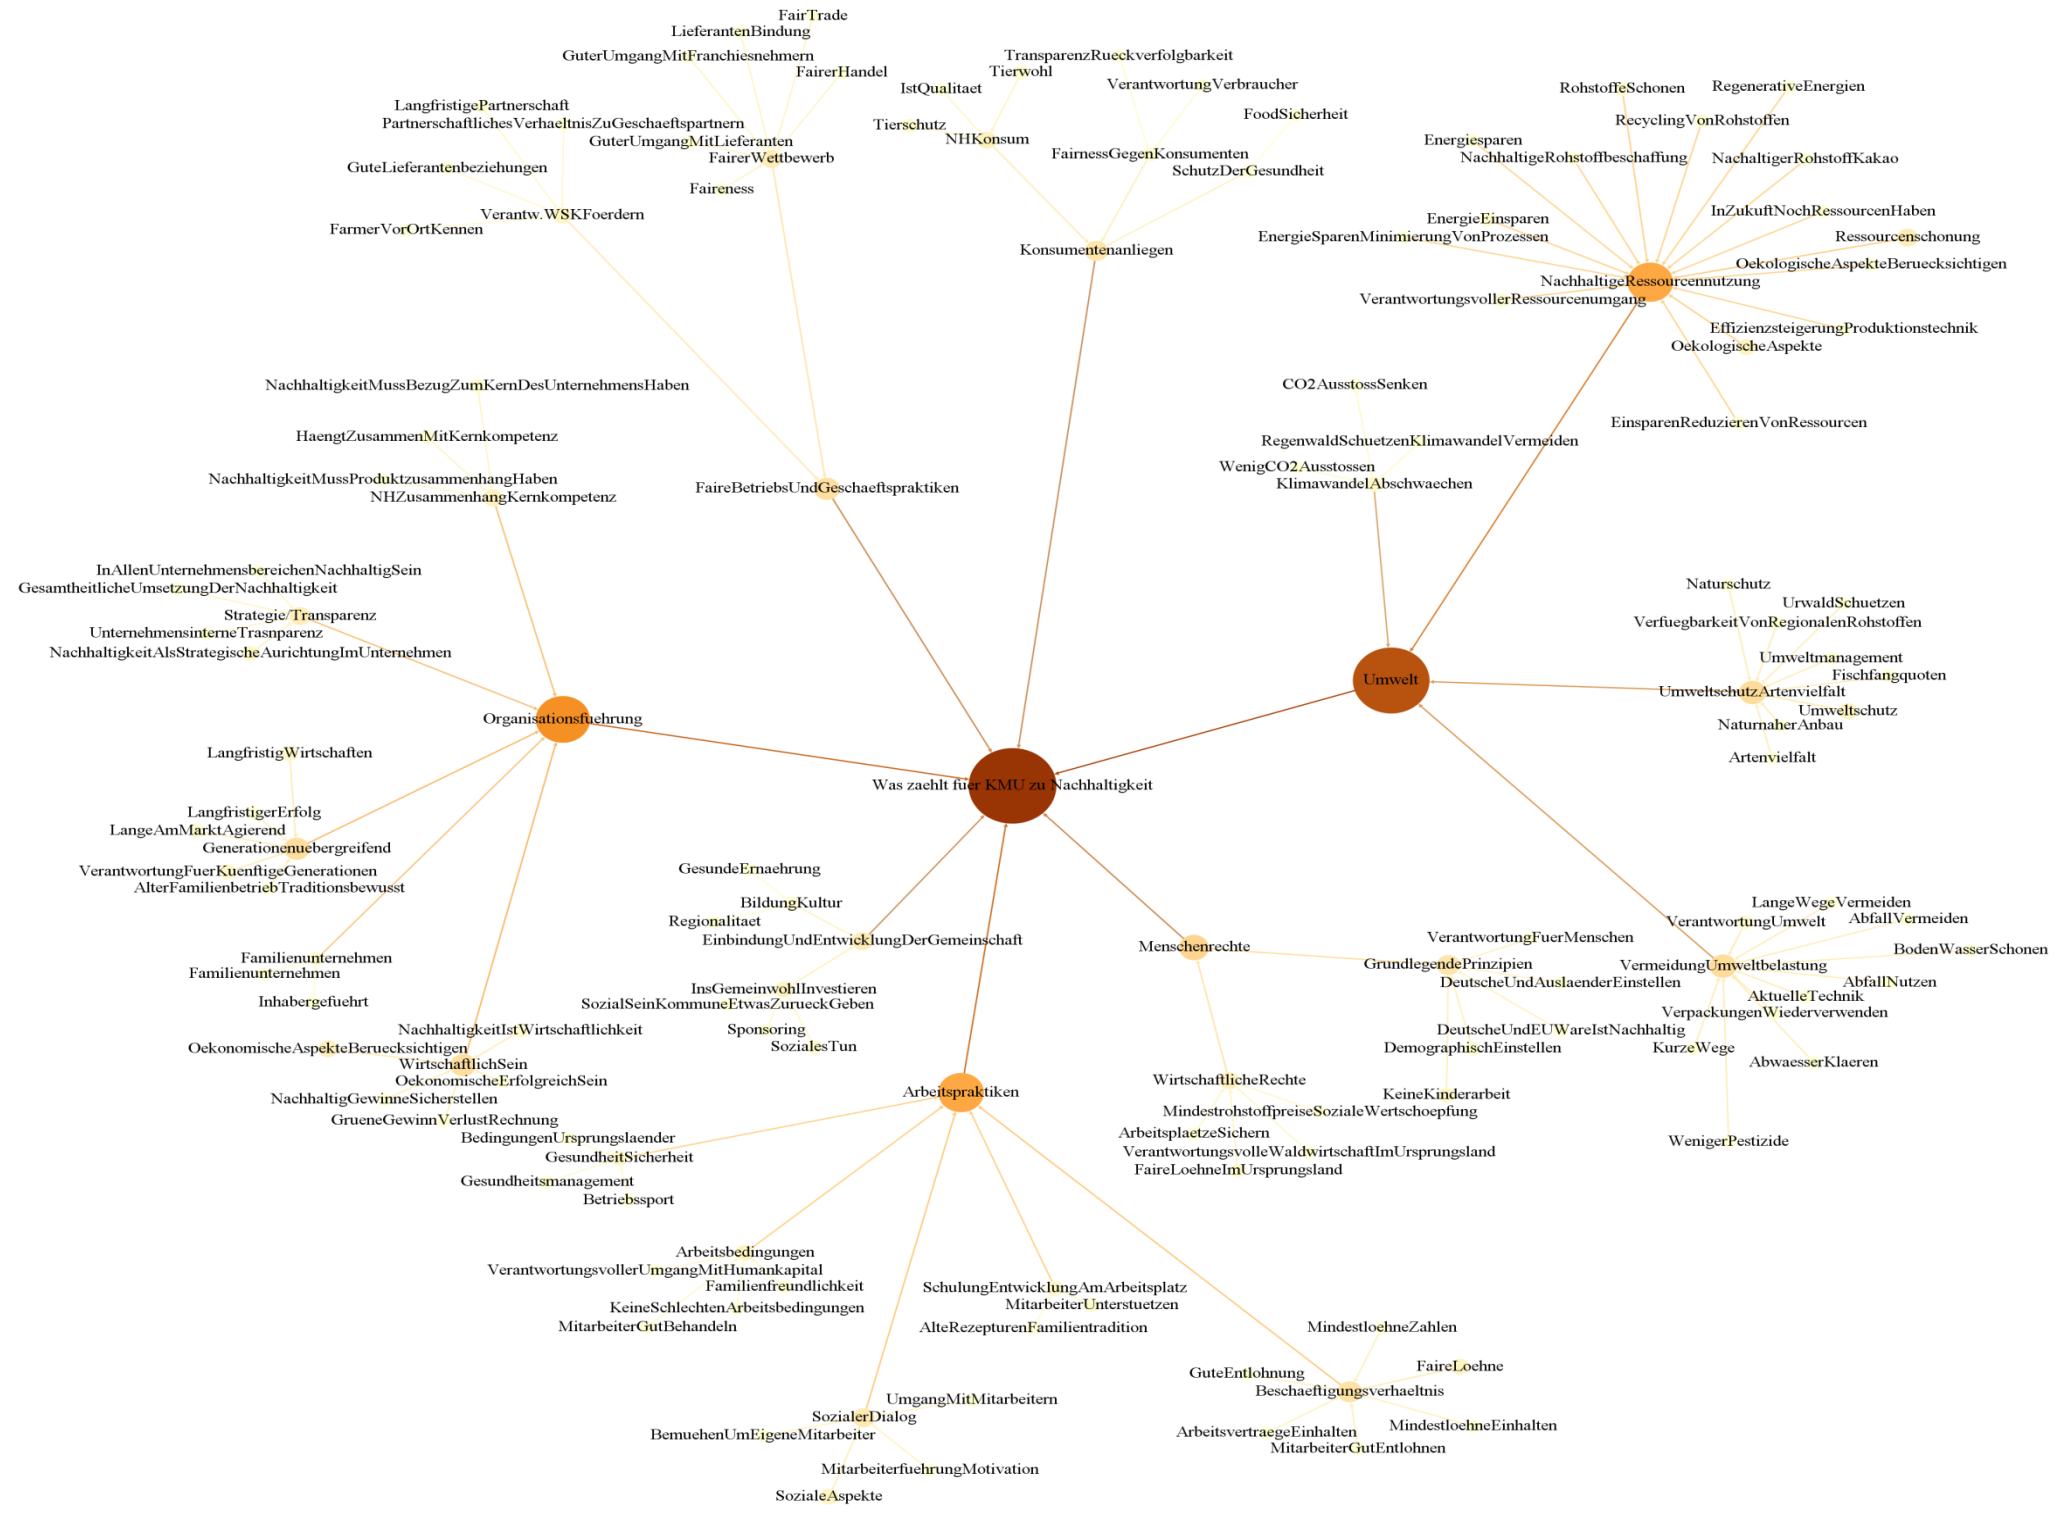 FairTrade
LieferantenBindung
GuterUmgangMitFranchiesnehmern
FairerHandel
LangfristigePartnerschaft
PartnerschaftlichesVerhaeltnisZuGeschaeftspartnern
GuterUmgangMitLieferanten
FairerWettbewerb
GuteLieferantenbeziehungen
Faireness
Verantw.WSKFoerdern
FarmerVorOrtKennen
TransparenzRueckverfolgbarkeit
Tierwohl
IstQualitaet
VerantwortungVerbraucher
FoodSicherheit
Tierschutz
NHKonsum
FairnessGegenKonsumenten
SchutzDerGesundheit
Konsumentenanliegen
RohstoffeSchonen
RegenerativeEnergien
RecyclingVonRohstoffen
Energiesparen
NachhaltigeRohstoffbeschaffung
NachaltigerRohstoffKakao
EnergieEinsparen
InZukunftNochRessourcenHaben
EnergieSparenMinimierungVonProzessen
Ressourcenschonung
OekologischeAspekteBeruecksichtigen
NachhaltigeRessourcennutzung
VerantwortungsvollerRessourcenumgang
EffizienzsteigerungProduktionstechnik
OekologischeAspekte
EinsparenReduzierenVonRessourcen
CO2AusstossSenken
RegenwaldSchuetzenKlimawandelVermeiden
WenigCO2Ausstossen
KlimawandelAbschwaechen
NachhaltigkeitMussBezugZumKernDesUnternehmensHaben
HaengtZusammenMitKernkompetenz
NachhaltigkeitMussProduktzusammenhangHaben
NHZusammenhangKernkompetenz
FaireBetriebsUndGeschaeftspraktiken
InAllenUnternehmensbereichenNachhaltigSein
GesamtheitlicheUmsetzungDerNachhaltigkeit
Strategie/Transparenz
UnternehmensinterneTrasnparenz
NachhaltigkeitAlsStrategischeAurichtungImUnternehmen
Naturschutz
UrwaldSchuetzen
VerfuegbarkeitVonRegionalenRohstoffen
Umweltmanagement
Fischfangquoten
UmweltschutzArtenvielfalt
Umweltschutz
NaturnaherAnbau
Artenvielfalt
Umwelt
Organisationsfuehrung
Was zaehlt fuer KMU zu Nachhaltigkeit
LangfristigWirtschaften
LangfristigerErfolg
LangeAmMarktAgierend
Generationenuebergreifend
VerantwortungFuerKuenftigeGenerationen
AlterFamilienbetriebTraditionsbewusst
Familienunternehmen
Familienunternehmen
Inhabergefuehrt
GesundeErnaehrung
BildungKultur
Regionalitaet
EinbindungUndEntwicklungDerGemeinschaft
InsGemeinwohlInvestieren
SozialSeinKommuneEtwasZurueckGeben
Sponsoring
SozialesTun
Menschenrechte
VerantwortungFuerMenschen
GrundlegendePrinzipien
DeutscheUndAuslaenderEinstellen
DeutscheUndEUWareIstNachhaltig
DemographischEinstellen
KeineKinderarbeit
LangeWegeVermeiden
VerantwortungUmwelt
AbfallVermeiden
BodenWasserSchonen
VermeidungUmweltbelastung
AbfallNutzen
AktuelleTechnik
VerpackungenWiederverwenden
KurzeWege
AbwaesserKlaeren
WenigerPestizide
NachhaltigkeitIstWirtschaftlichkeit
OekonomischeAspekteBeruecksichtigen
WirtschaftlichSein
OekonomischeErfolgreichSein
NachhaltigGewinneSicherstellen
GrueneGewinnVerlustRechnung
Arbeitspraktiken
WirtschaftlicheRechte
MindestrohstoffpreiseSozialeWertschoepfung
ArbeitsplaetzeSichern
VerantwortungsvolleWaldwirtschaftImUrsprungsland
FaireLoehneImUrsprungsland
BedingungenUrsprungslaender
GesundheitSicherheit
Gesundheitsmanagement
Betriebssport
Arbeitsbedingungen
VerantwortungsvollerUmgangMitHumankapital
Familienfreundlichkeit
KeineSchlechtenArbeitsbedingungen
MitarbeiterGutBehandeln
SchulungEntwicklungAmArbeitsplatz
MitarbeiterUnterstuetzen
AlteRezepturenFamilientradition
MindestloehneZahlen
FaireLoehne
GuteEntlohnung
Beschaeftigungsverhaeltnis
ArbeitsvertraegeEinhalten
MindestloehneEinhalten
MitarbeiterGutEntlohnen
UmgangMitMitarbeitern
SozialerDialog
BemuehenUmEigeneMitarbeiter
MitarbeiterfuehrungMotivation
SozialeAspekte